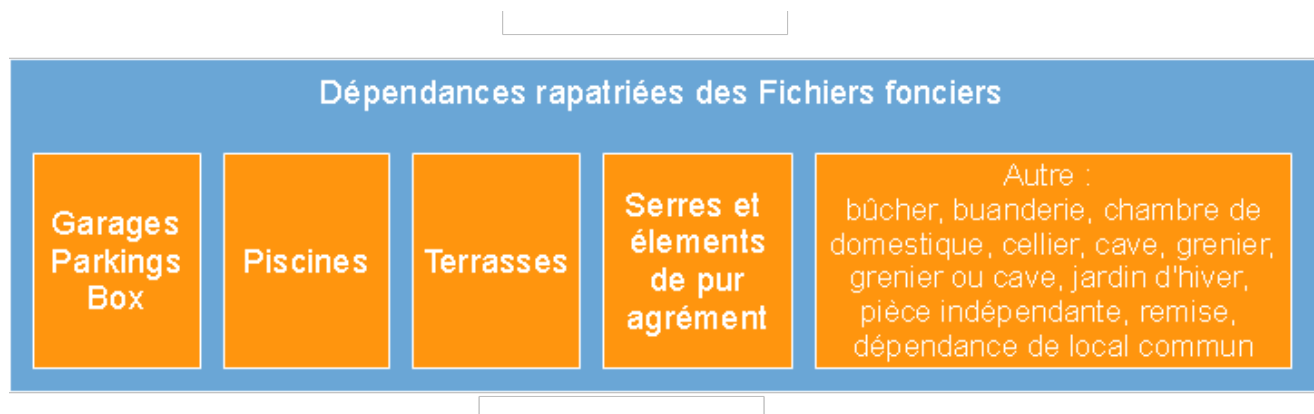 Dépendances rapatriées des Fichiers fonciers
Garages
Parkings
Box
Piscines
Terrasses
Serres et
élements
de pur
agrément
Autre :
bûcher, buanderie, chambre de
domestique, cellier, cave, grenier,
grenier ou cave, jardin d'hiver,
pièce indépendante, remise,
dépendance de local commun